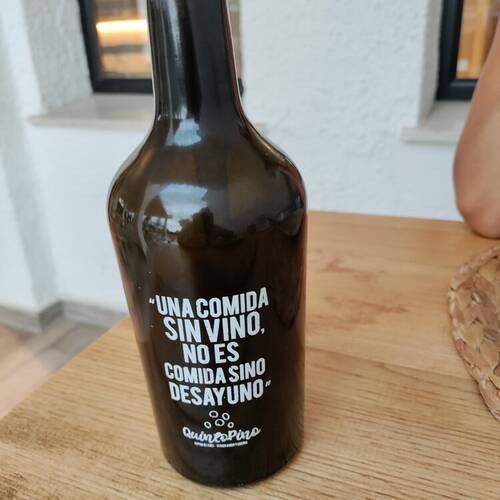 "UNA COMIDA
SIN VINO,
NO ES
COMIDA SINO
DESAYUNO"
QuintoPino